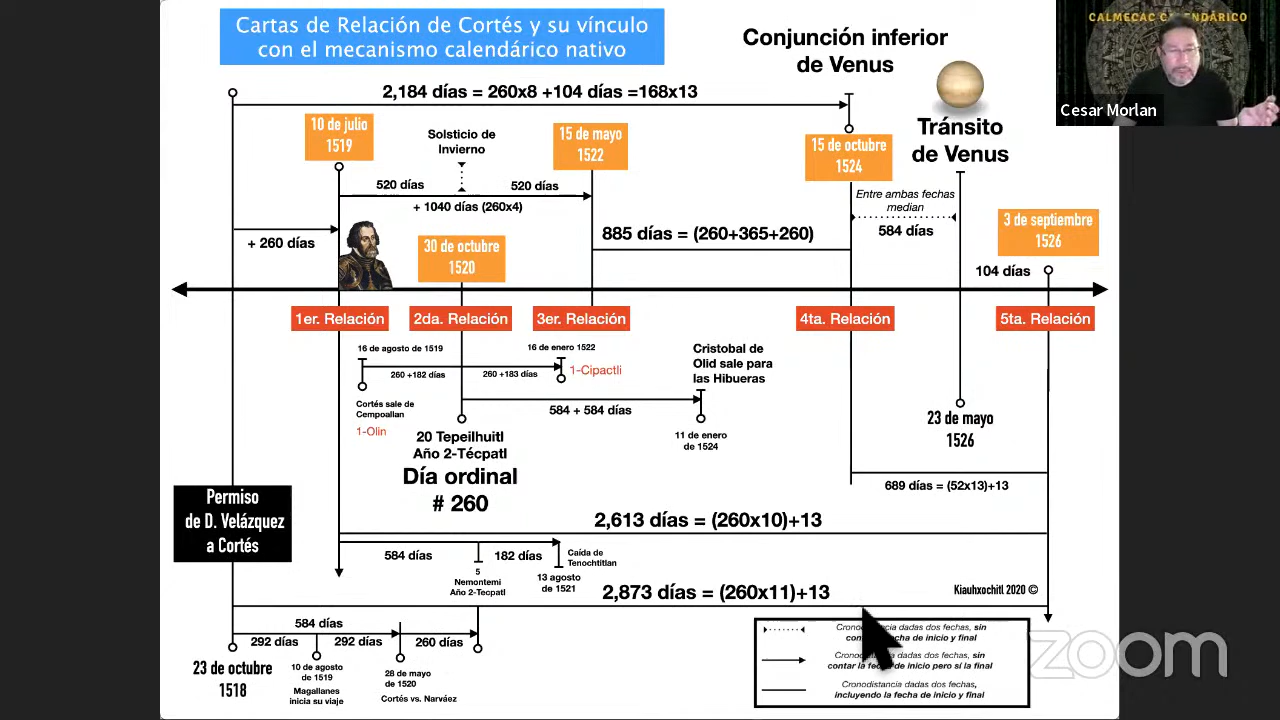 Cartas de Relación de Cortés y su vínculo
con el mecanismo calendárico nativo
Conjunción inferior
de Venus
CALMECAC
Cesar Morlan
2,184 días = 260x8 +104 días =168x13
Tránsito
de Venus
10 de julio
1519
Solsticio de
Invierno
15 de mayo
1522
15 de octubre
1524
520 días
520 días
+ 1040 días (260x4)
Entre ambas fechas
median
584 días
3 de septiembre
1526
+ 260 días
30 de octubre
1520
885 días = (260+365+260)
104 días
1er. Relación
2da. Relación
3er. Relación
4ta. Relación
5ta. Relación
16 de agosto de 1519
16 de enero 1522
260 +182 días
260 +183 días
1-Cipactli
Cristobal de
Olid sale para
las Hibueras
Cortés sale de
Cempoallan
1-Olin
584 + 584 días
11 de enero
de 1524
23 de mayo
1526
20 Tepeilhuitl
Año 2-Técpatl
Día ordinal
# 260
689 días = (52x13)+13
Permiso
de D. Velázquez
a Cortés
2,613 días = (260x10)+13
584 días
182 días
Caída de
Tenochtitlan
5
Nemontemi
Año 2-Tecpatl
13 agosto
de 1521
2,873 días = (260x11)+13
Kiauhxochitl 2020 ©
584 días
292 días
292 días
260 días
23 de octubre
1518
10 de agosto
de 1519
Magallanes
inicia su viaje
28 de mayo
de 1520
Cortés vs. Narváez
dadas dos fechas, sin
fecha de inicio y final
dadas dos fechas, sin
contar la de inicio pero sí la final
Cronodistancia dadas dos fechas,
incluyendo la fecha de inicio y final
zoom